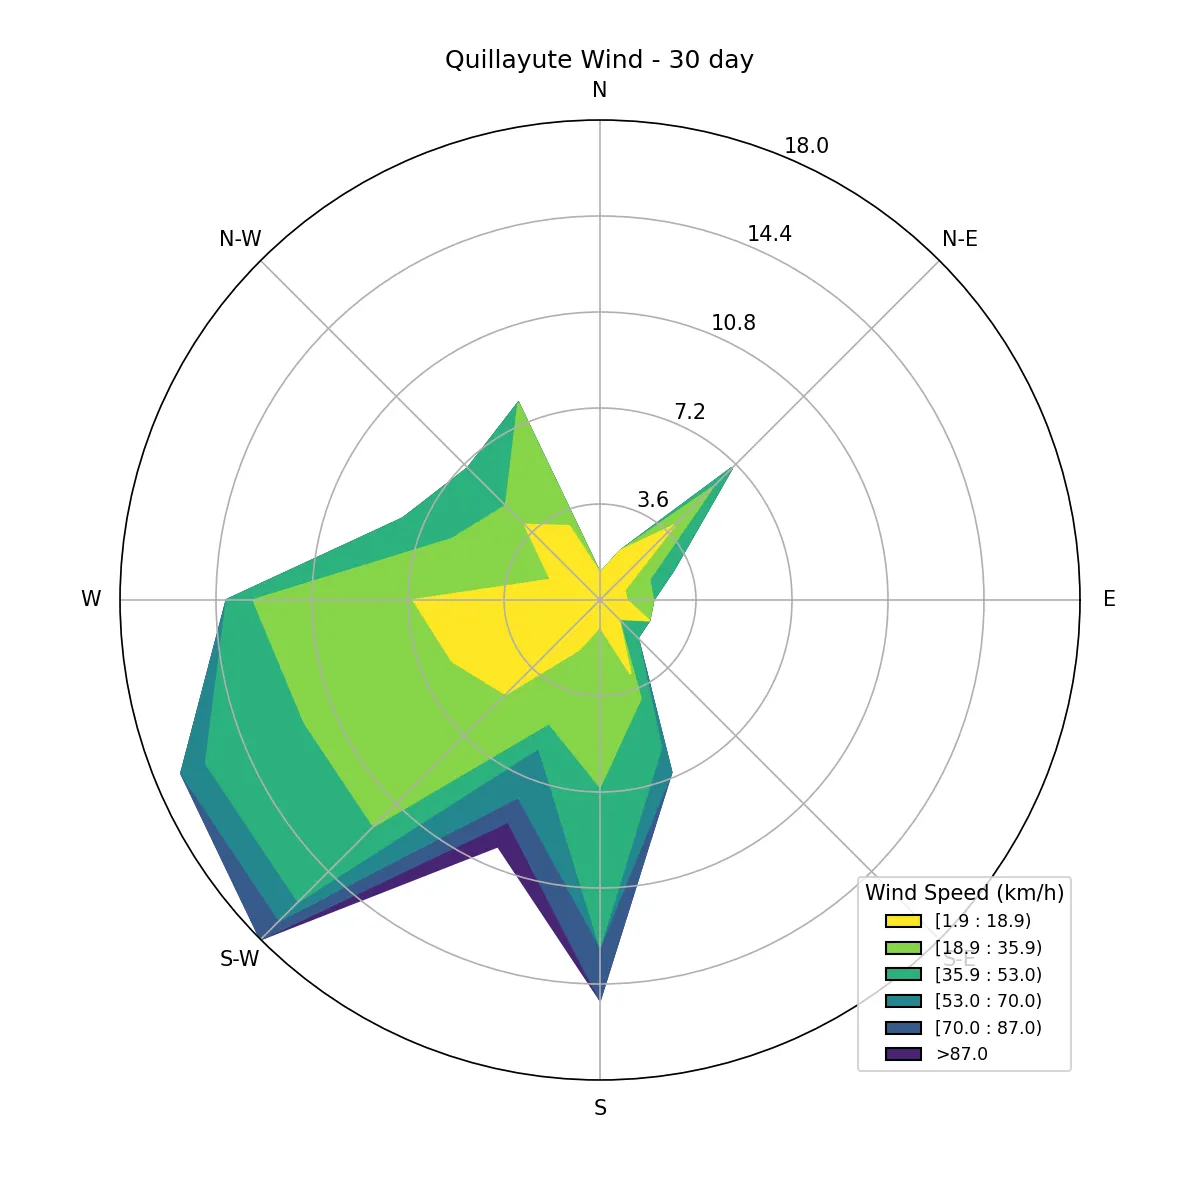 Quillayute Wind - 30 day
N
18.0
14.4
N-W
N-E
10.8
7.2
3.6
W
E
S-W
S-E
Wind Speed (km/h)
[1.9 : 18.9)
[18.9 : 35.9)
[35.9 : 53.0)
[53.0 : 70.0)
[70.0 : 87.0)
>87.0
S